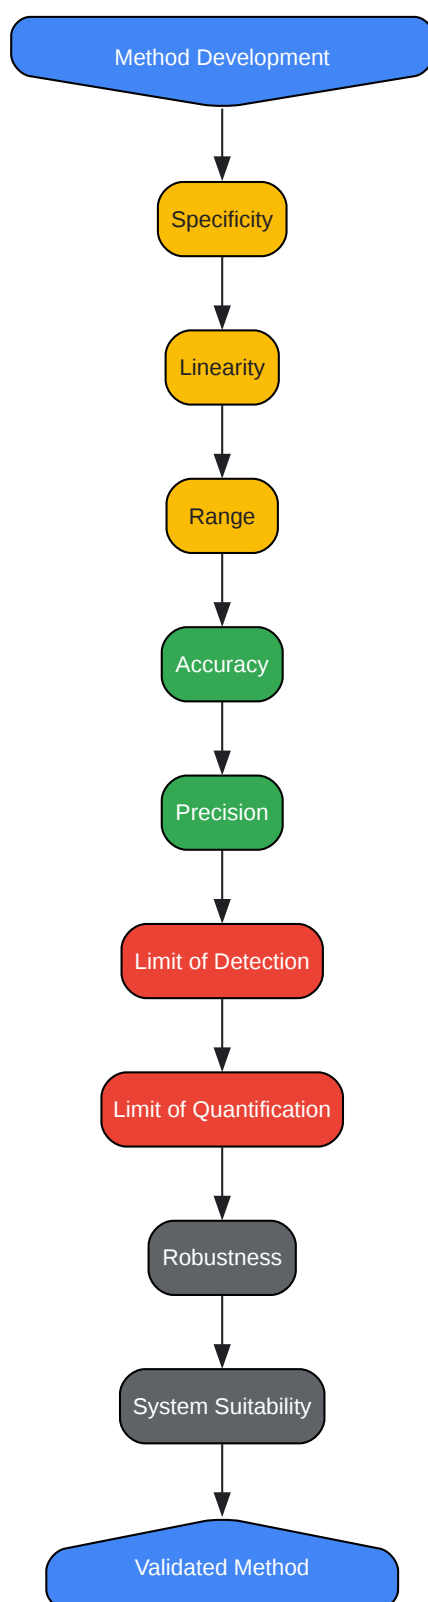 Method Development
Specificity
Linearity
Range
Accuracy
Precision
Limit of Detection
Limit of Quantification
Robustness
System Suitability
Validated Method